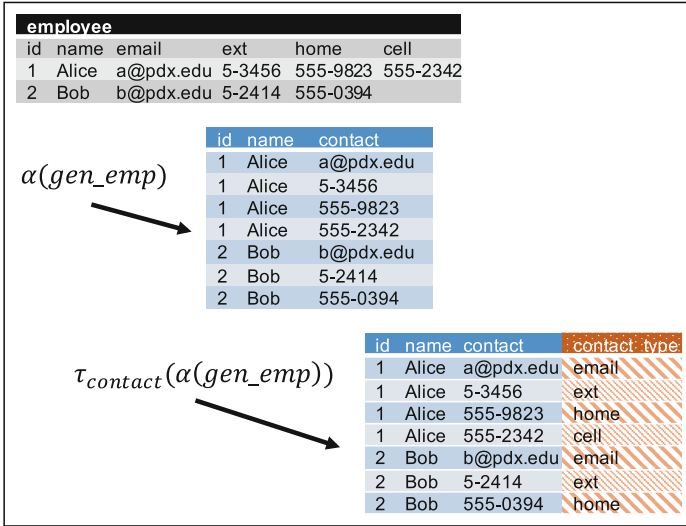 employee
id name email ext home cell
1 Alice a@pdx.edu 5-3456 555-9823 555-2342
2 Bob b@pdx.edu 5-2414 555-0394
α(gen_emp)
id name contact
1 Alice a@pdx.edu
1 Alice 5-3456
1 Alice 555-9823
1 Alice 555-2342
2 Bob b@pdx.edu
2 Bob 5-2414
2 Bob 555-0394
τcontact(α(gen_emp))
id name contact contact_type
1 Alice a@pdx.edu email
1 Alice 5-3456 ext
1 Alice 555-9823 home
1 Alice 555-2342 cell
2 Bob b@pdx.edu email
2 Bob 5-2414 ext
2 Bob 555-0394 home